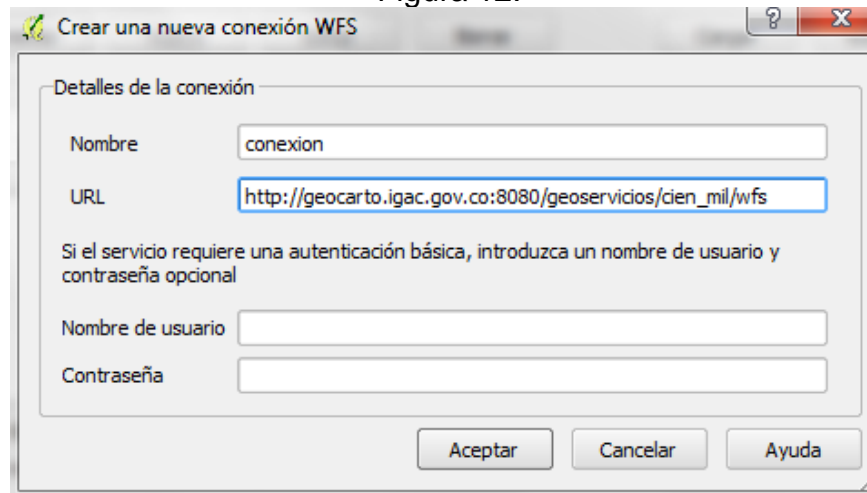 Figura 12.
Crear una nueva conexión WFS
Detalles de la conexión
Nombre conexion
URL http://geocarto.igac.gov.co:8080/geoservicios/cien_mil/wfs
Si el servicio requiere una autenticación básica, introduzca un nombre de usuario y
contraseña opcional
Nombre de usuario
Contraseña
Aceptar Cancelar Ayuda